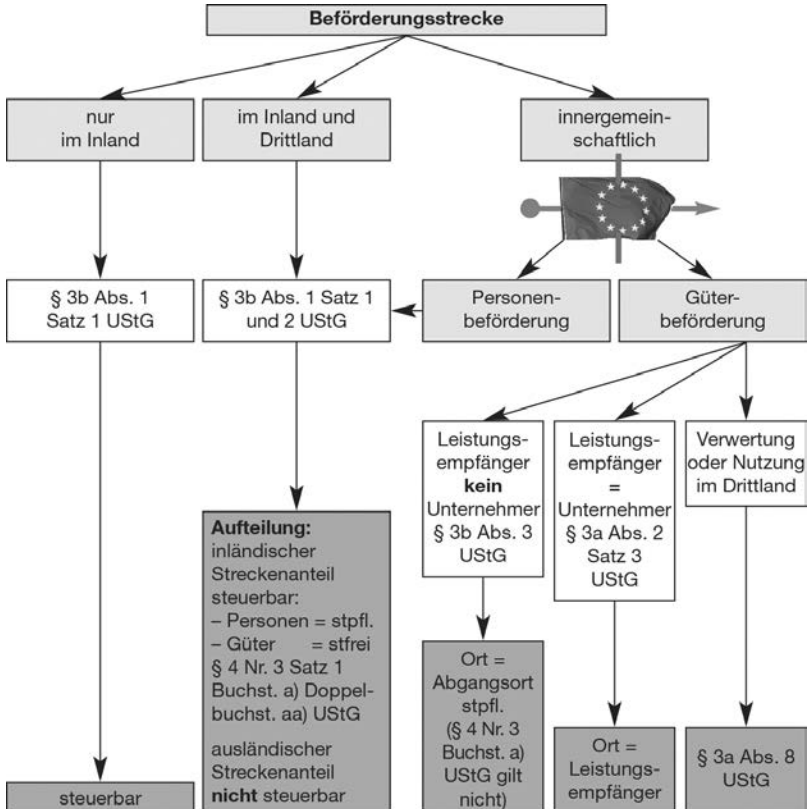 Beförderungsstrecke
nur
im Inland
im Inland und
Drittland
innergemein-
schaftlich
§ 3b Abs. 1
Satz 1 UStG
§ 3b Abs. 1 Satz 1
und 2 UStG
Personen-
beförderung
Güter-
beförderung
Leistungs-
empfänger
kein
Unternehmer
§ 3b Abs. 3
UStG
Leistungs-
empfänger
=
Unternehmer
§ 3a Abs. 2
Satz 3
UStG
Verwertung
oder Nutzung
im Drittland
Aufteilung:
inländischer
Streckenanteil
steuerbar:
– Personen = stpfl.
– Güter = stfrei
§ 4 Nr. 3 Satz 1
Buchst. a) Doppel-
buchst. aa) UStG
ausländischer
Streckenanteil
nicht steuerbar
Ort =
Abgangsort
stpfl.
(§ 4 Nr. 3
Buchst. a)
UStG gilt
nicht)
Ort =
Leistungs-
empfänger
§ 3a Abs. 8
UStG
steuerbar